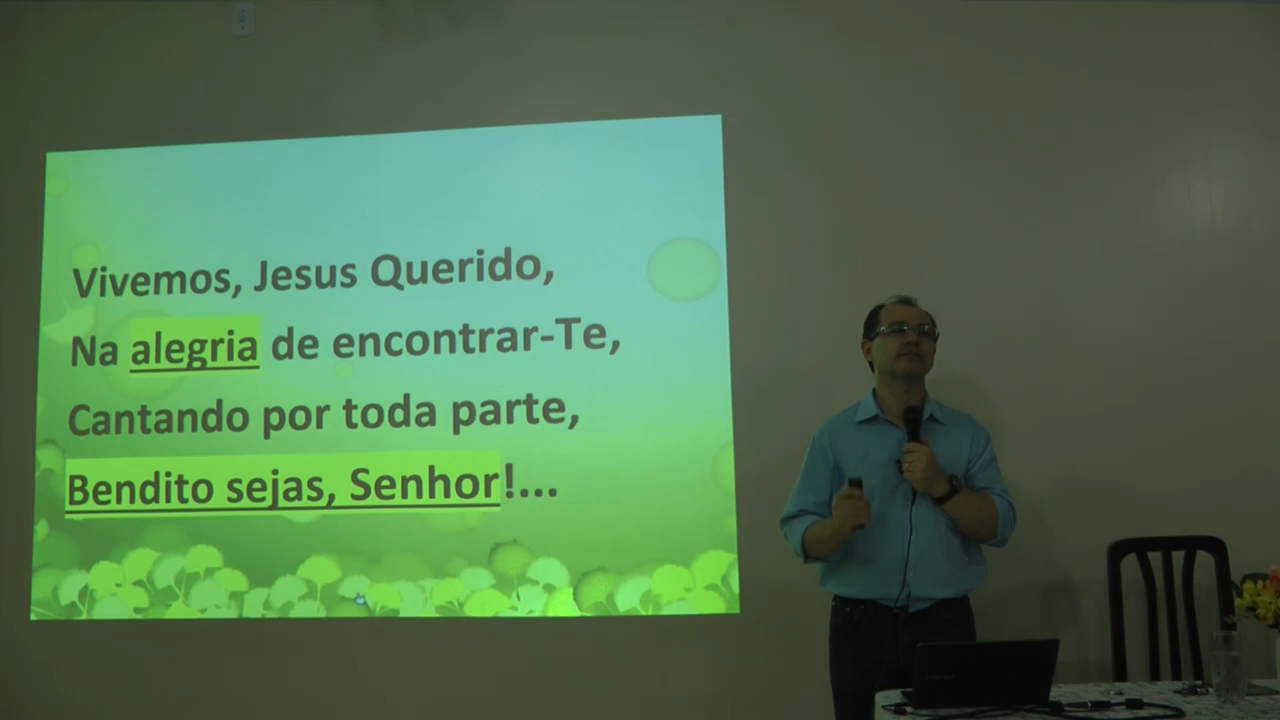 Vivemos, Jesus Querido,
Na alegria de encontrar-Te,
Cantando por toda parte,
Bendito sejas, Senhor!...